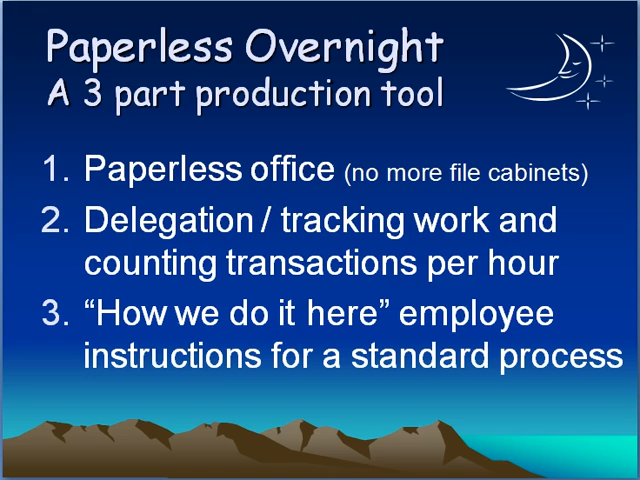 Paperless Overnight
A 3 part production tool
1. Paperless office (no more file cabinets)
2. Delegation / tracking work and
counting transactions per hour
3. “How we do it here” employee
instructions for a standard process